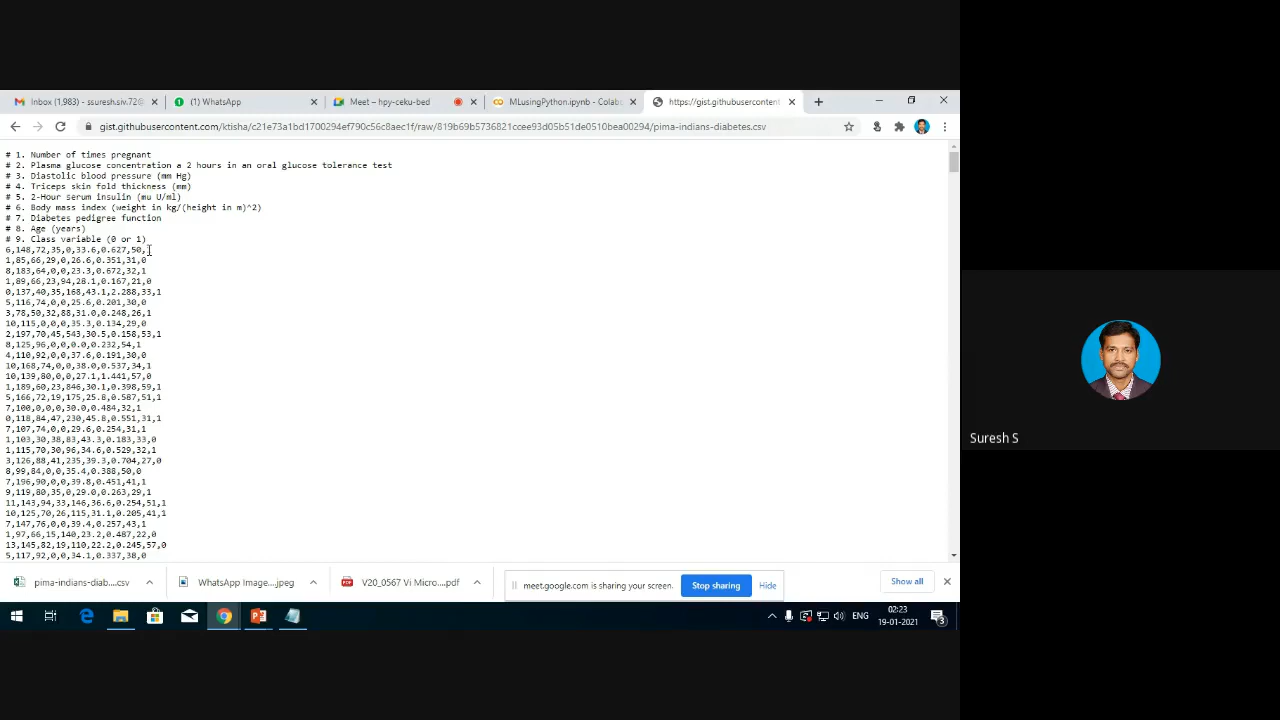 Inbox (1,983) - ssuresh.siv.72@
(1) WhatsApp
Meet – hpy-ceku-bed
MLusingPython.ipynb - Colabo
https://gist.githubusercontent
gist.githubusercontent.com/ktisha/c21e73a1bd1700294ef790c56c8aec1f/raw/819b69b5736821ccee93d05b51de0510bea00294/pima-indians-diabetes.csv
# 1. Number of times pregnant
# 2. Plasma glucose concentration a 2 hours in an oral glucose tolerance test
# 3. Diastolic blood pressure (mm Hg)
# 4. Triceps skin fold thickness (mm)
# 5. 2-Hour serum insulin (mu U/ml)
# 6. Body mass index (weight in kg/(height in m)^2)
# 7. Diabetes pedigree function
# 8. Age (years)
# 9. Class variable (0 or 1)
6,148,72,35,0,33.6,0.627,50,
1,85,66,29,0,26.6,0.351,31,0
8,183,64,0,0,23.3,0.672,32,1
1,89,66,23,94,28.1,0.167,21,0
0,137,40,35,168,43.1,2.288,33,1
5,116,74,0,0,25.6,0.201,30,0
3,78,50,32,88,31.0,0.248,26,1
10,115,0,0,0,35.3,0.134,29,0
2,197,70,45,543,30.5,0.158,53,1
8,125,96,0,0,0.0,0.232,54,1
4,110,92,0,0,37.6,0.191,30,0
10,168,74,0,0,38.0,0.537,34,1
10,139,80,0,0,27.1,1.441,57,0
1,189,60,23,846,30.1,0.398,59,1
5,166,72,19,175,25.8,0.587,51,1
7,100,0,0,0,30.0,0.484,32,1
0,118,84,47,230,45.8,0.551,31,1
7,107,74,0,0,29.6,0.254,31,1
1,103,30,38,83,43.3,0.183,33,0
1,115,70,30,96,34.6,0.529,32,1
3,126,88,41,235,39.3,0.704,27,0
8,99,84,0,0,35.4,0.388,50,0
7,196,90,0,0,39.8,0.451,41,1
9,119,80,35,0,29.0,0.263,29,1
11,143,94,33,146,36.6,0.254,51,1
10,125,70,26,115,31.1,0.205,41,1
7,147,76,0,0,39.4,0.257,43,1
1,97,66,15,140,23.2,0.487,22,0
13,145,82,19,110,22.2,0.245,57,0
5,117,92,0,0,34.1,0.337,38,0
Suresh S
pima-indians-diab....csv
WhatsApp Image....jpeg
V20_0567 Vi Micro....pdf
meet.google.com is sharing your screen.
Stop sharing
Hide
Show all
ENG
02:23
19-01-2021
3